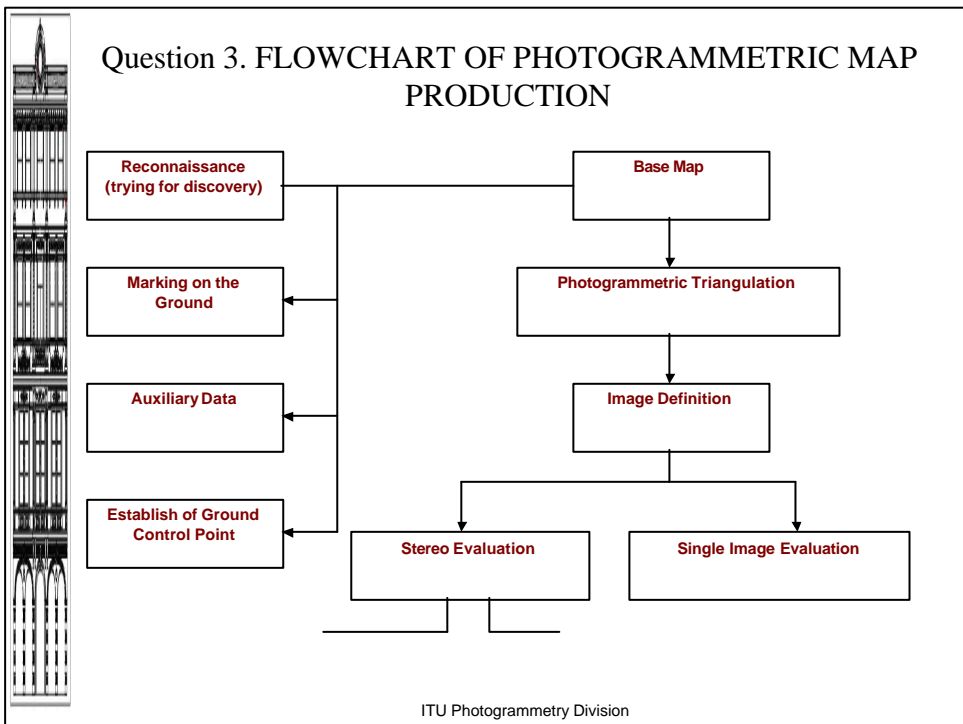 Question 3. FLOWCHART OF PHOTOGRAMMETRIC MAP
PRODUCTION
Reconnaissance
(trying for discovery)
Base Map
Marking on the
Ground
Photogrammetric Triangulation
Auxiliary Data
Image Definition
Establish of Ground
Control Point
Stereo Evaluation
Single Image Evaluation
ITU Photogrammetry Division